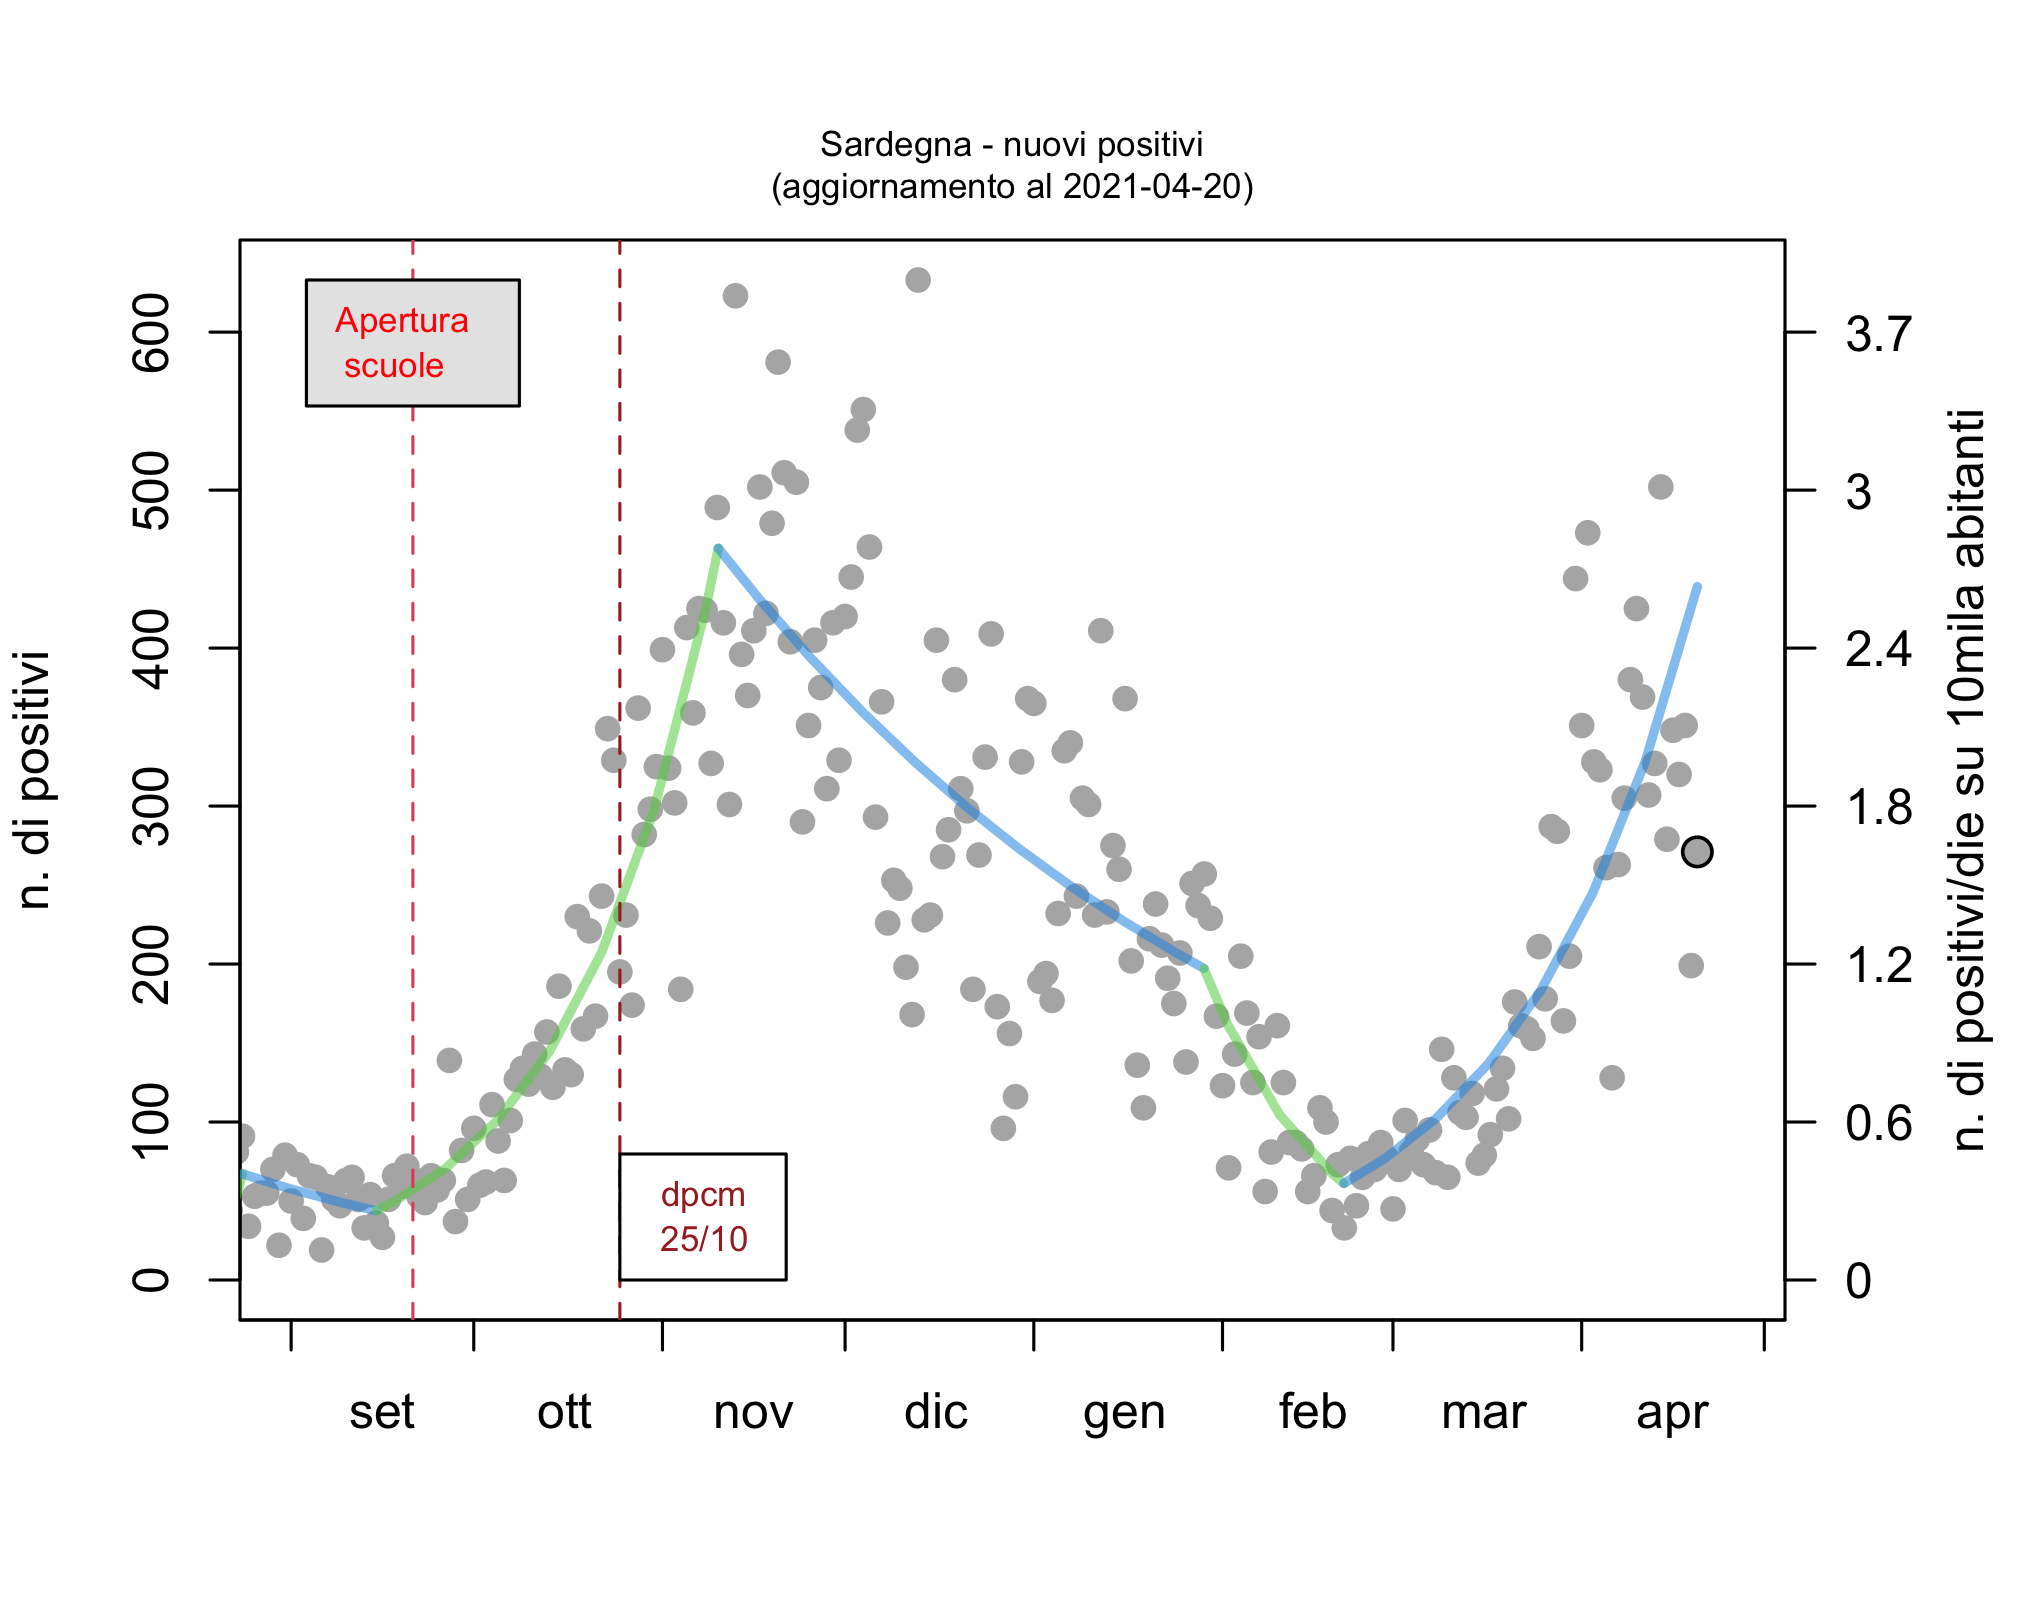 Sardegna - nuovi positivi
(aggiornamento al 2021-04-20)
Apertura
scuole
dpcm
25/10
n. di positivi
600
500
400
300
200
100
0
3.7
3
2.4
1.8
1.2
0.6
0
n. di positivi/die su 10mila abitanti
set ott nov dic gen feb mar apr